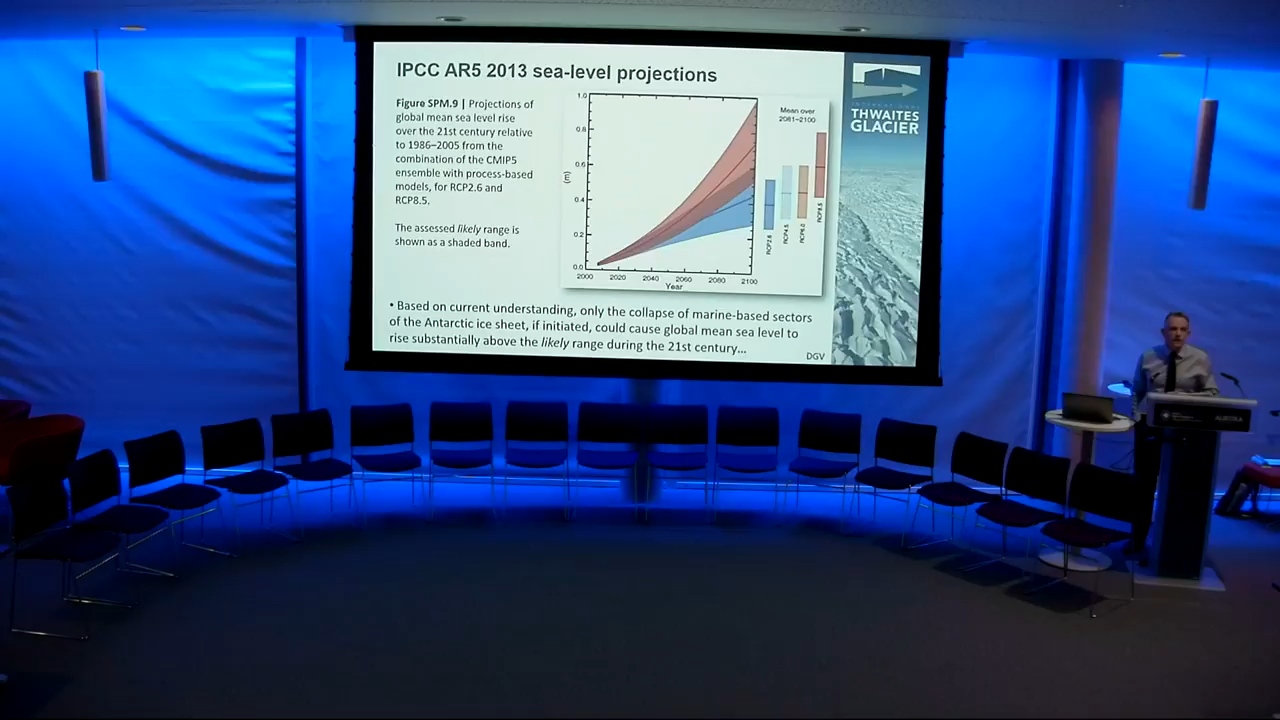 IPCC AR5 2013 sea-level projections
Figure SPM.9 | Projections of
global mean sea level rise
over the 21st century relative
to 1986–2005 from the
combination of the CMIP5
ensemble with process-based
models, for RCP2.6 and
RCP8.5.
The assessed likely range is
shown as a shaded band.
1.0
0.8
0.6
0.4
0.2
0.0
(m)
2000 2020 2040 2060 2080 2100
Year
Mean over
2081–2100
RCP2.6
RCP4.5
RCP6.0
RCP8.5
• Based on current understanding, only the collapse of marine-based sectors
of the Antarctic ice sheet, if initiated, could cause global mean sea level to
rise substantially above the likely range during the 21st century...
DGV
INTERNATIONAL
THWAITES
GLACIER